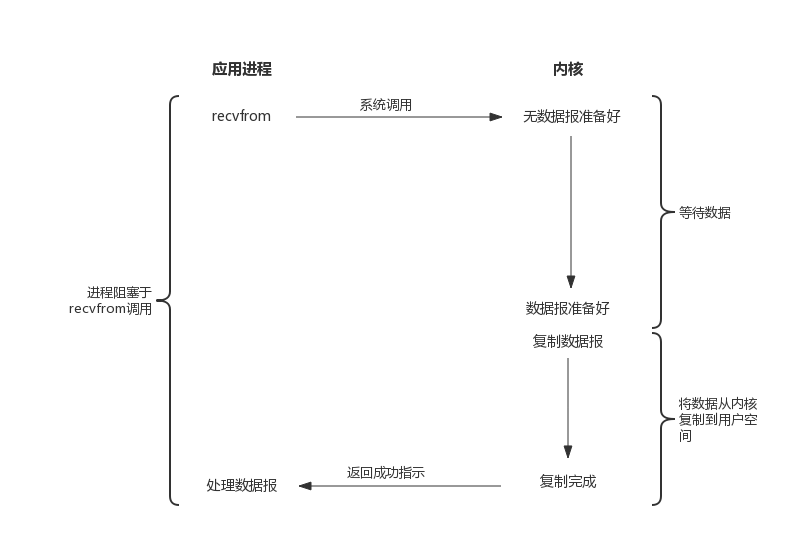 应用进程
内核
系统调用
recvfrom
无数据报准备好
等待数据
进程阻塞于
recvfrom调用
数据报准备好
复制数据报
将数据从内核
复制到用户空
间
返回成功指示
处理数据报
复制完成